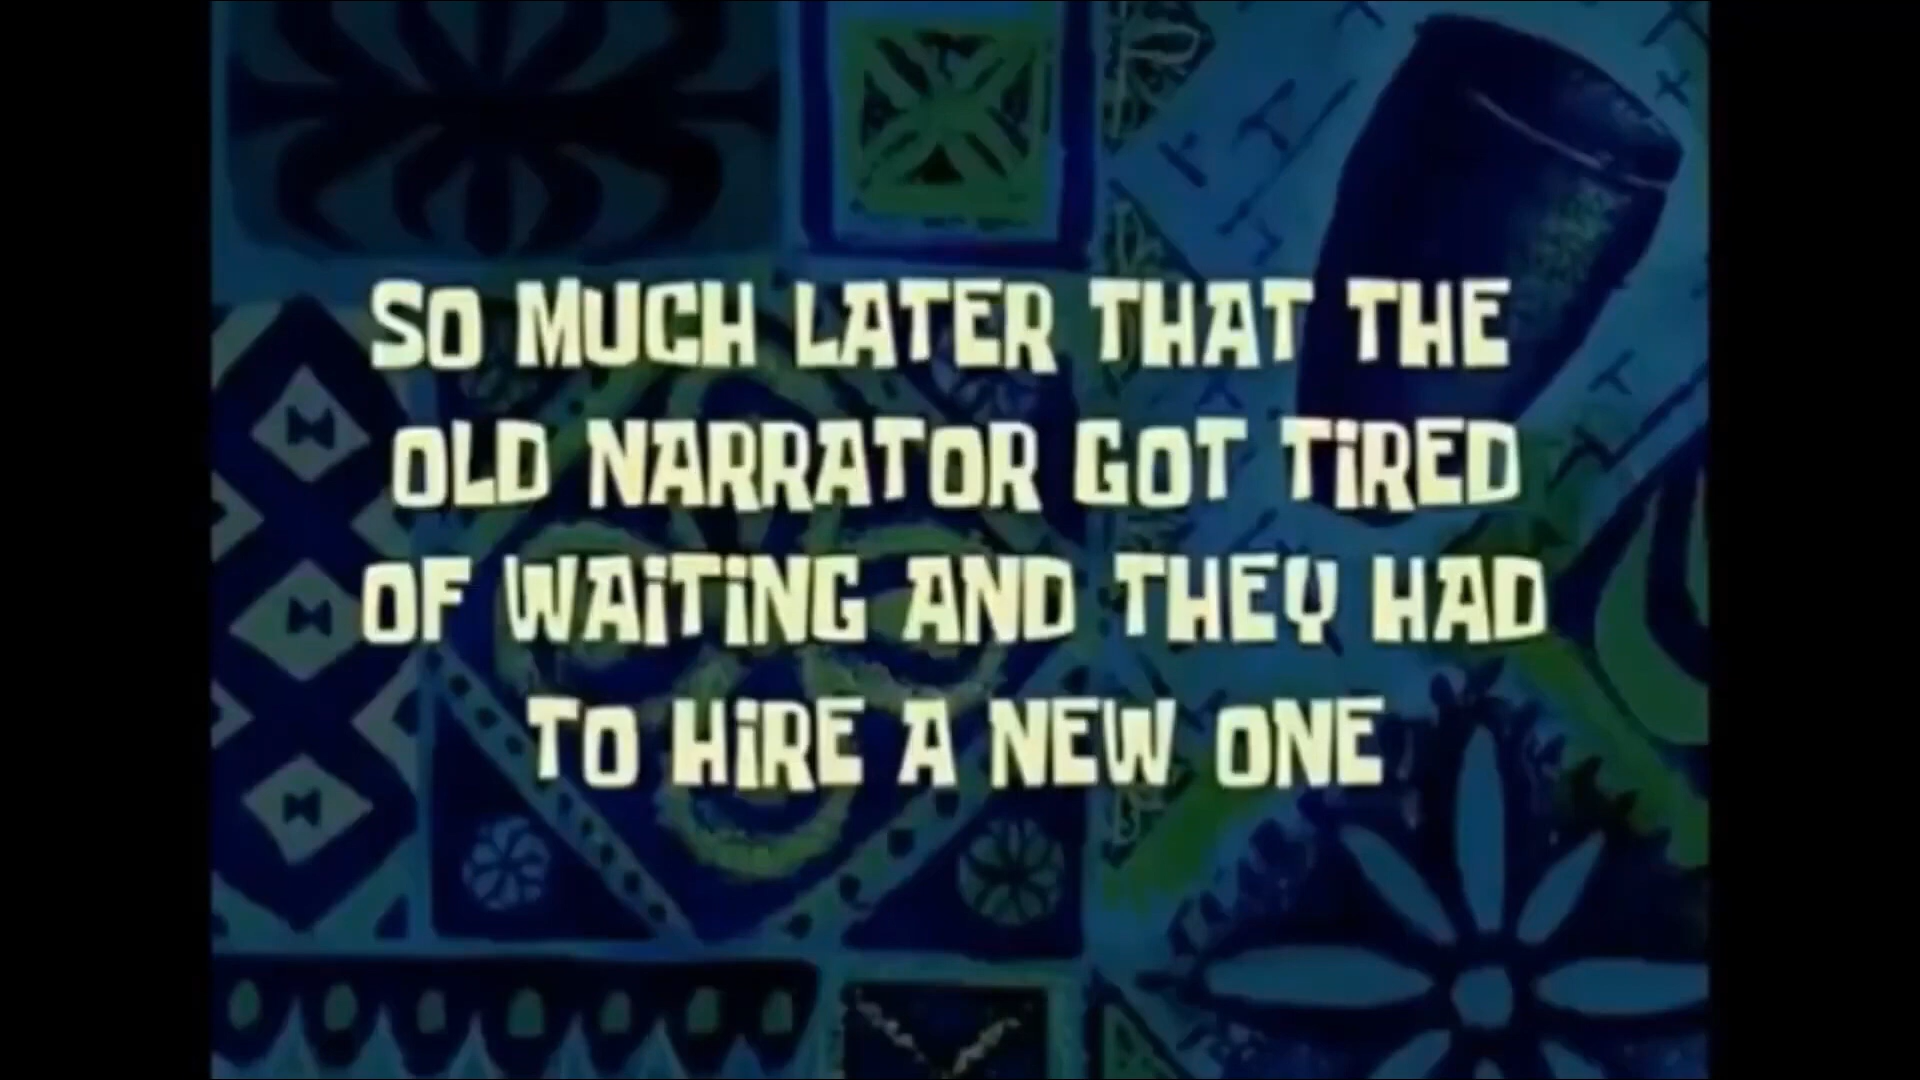 SO MUCH LATER THAT THE
OLD NARRATOR GOT TIRED
OF WAITING AND THEY HAD
TO HIRE A NEW ONE